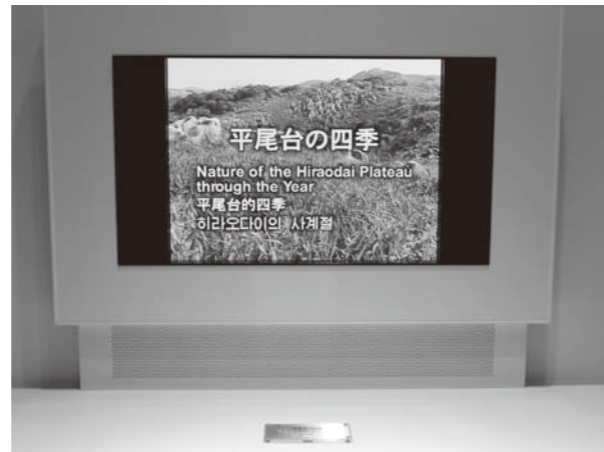 平尾台の四季
Nature of the Hiraodai Plateau
through the Year
平尾台的四季
히라오다이의 사계절